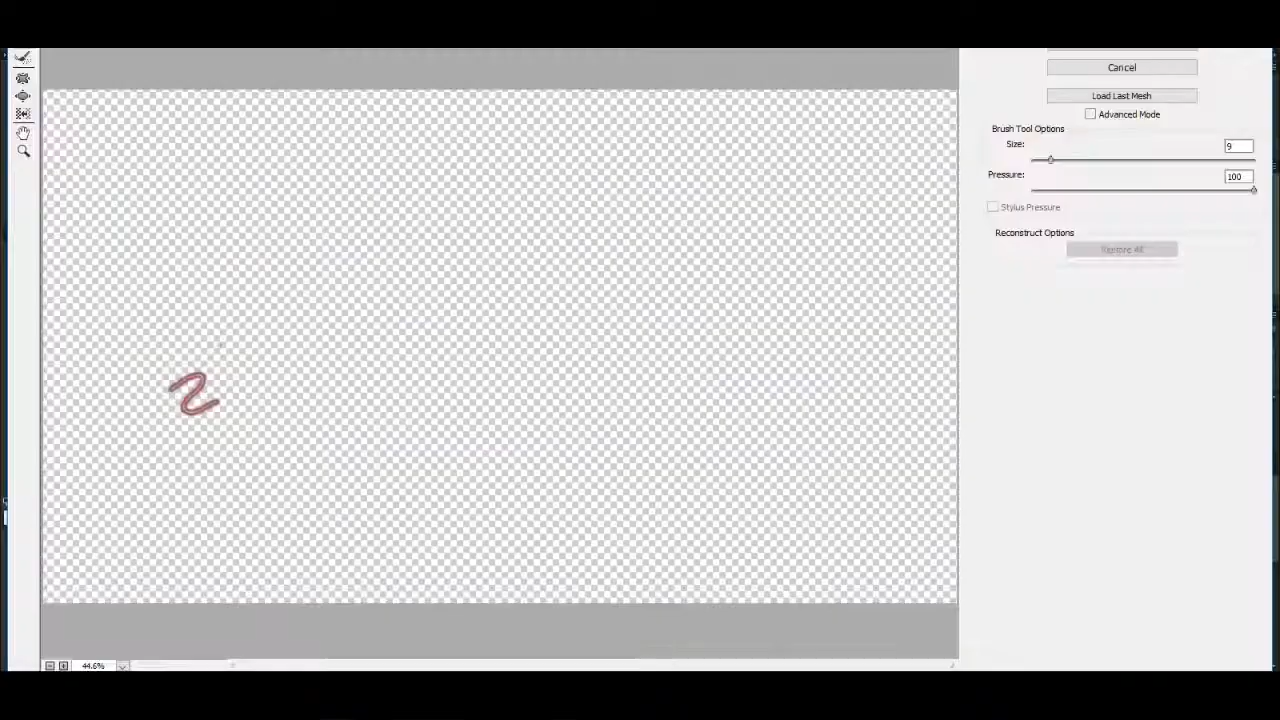 Cancel
Load Last Mesh
Advanced Mode
Brush Tool Options
Size:
9
Pressure:
100
Stylus Pressure
Reconstruct Options
Restore All
44.6%